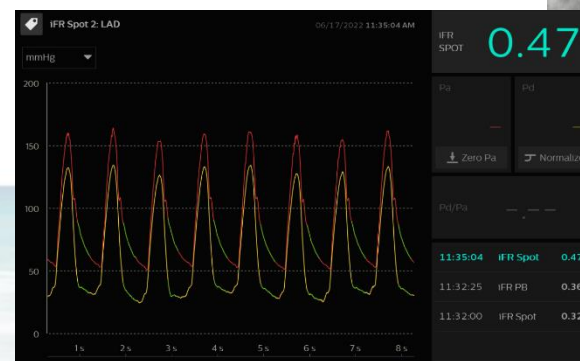 iFR Spot 2: LAD
06/17/2022 11:35:04 AM
mmHg
200
150
100
50
0
1 s 2 s 3 s 4 s 5 s 6 s 7 s 8 s
iFR
SPOT
0.47
Pa Pd
Zero Pa Normalize
Pd/Pa
11:35:04 iFR Spot 0.47
11:32:25 iFR PB 0.36
11:32:00 iFR Spot 0.32